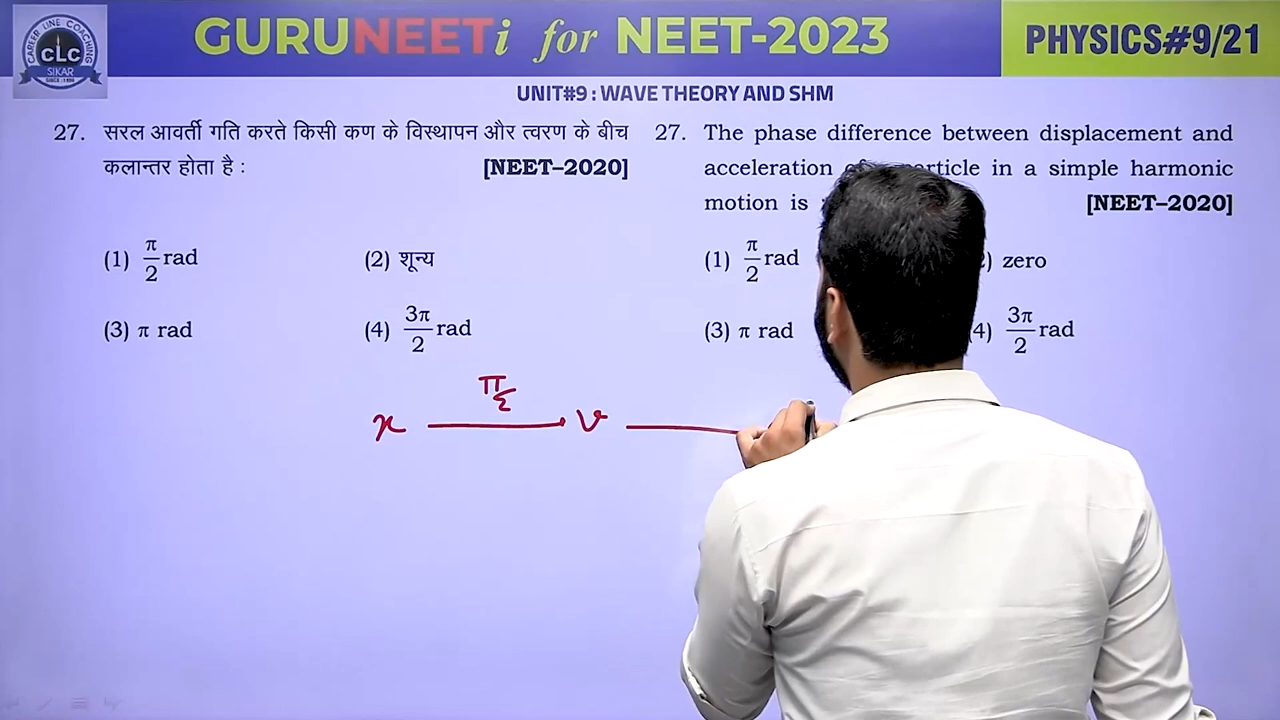 CAREER LINE COACHING
CLC
SIKAR
SINCE : 1996
GURUNEETi for NEET-2023
PHYSICS#9/21
UNIT#9 : WAVE THEORY AND SHM
27. सरल आवर्ती गति करते किसी कण के विस्थापन और त्वरण के बीच
कलान्तर होता है : [NEET–2020]
(1) π/2 rad (2) शून्य
(3) π rad (4) 3π/2 rad
27. The phase difference between displacement and
acceleration in a simple harmonic
motion is [NEET–2020]
(1) π/2 rad zero
(3) π rad (4) 3π/2 rad
x π/2 v